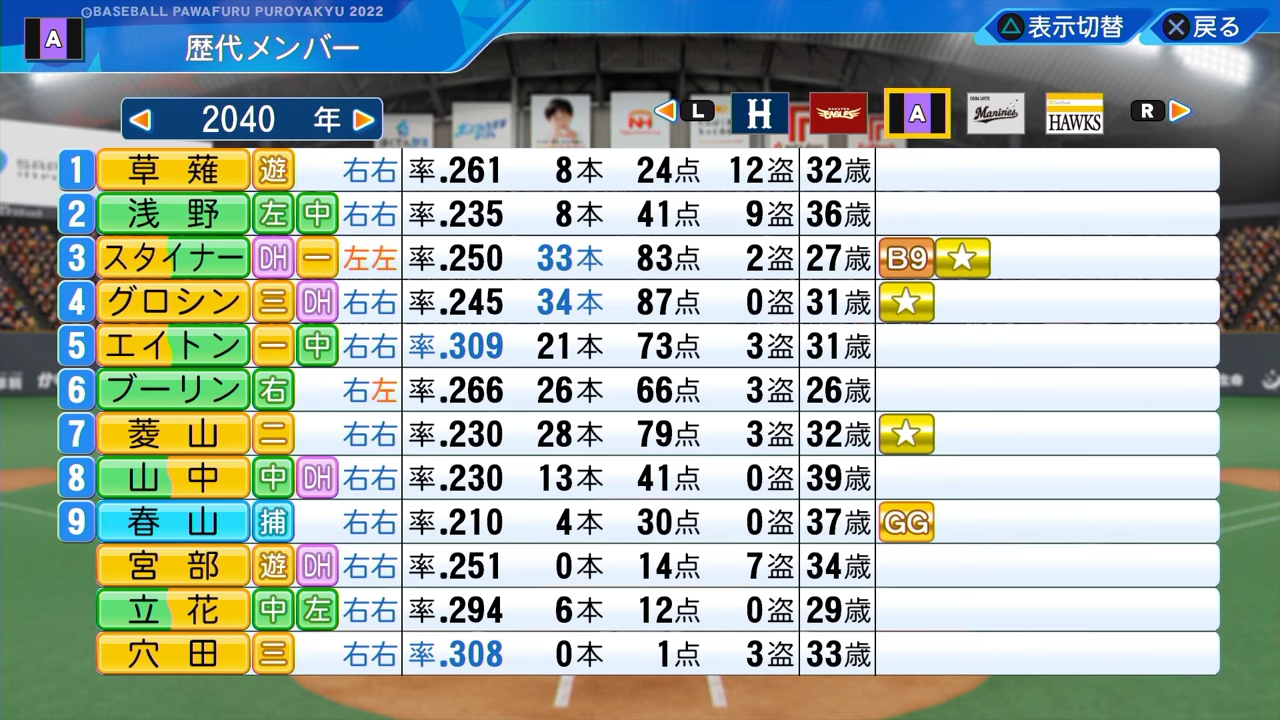 ©BASEBALL PAWAFURU PUROYAKYU 2022
A 歴代メンバー
△表示切替 ×戻る
2040 年
L H EAGLES A Marines HAWKS R
1 草薙 遊 右右 率.261 8本 24点 12盗 32歳
2 浅野 左 中 右右 率.235 8本 41点 9盗 36歳
3 スタイナー DH 一 左左 率.250 33本 83点 2盗 27歳 B9 ★
4 グロシン 三 DH 右右 率.245 34本 87点 0盗 31歳 ★
5 エイトン 一 中 右右 率.309 21本 73点 3盗 31歳
6 ブーリン 右 右左 率.266 26本 66点 3盗 26歳
7 菱山 二 右右 率.230 28本 79点 3盗 32歳 ★
8 山中 中 DH 右右 率.230 13本 41点 0盗 39歳
9 春山 捕 右右 率.210 4本 30点 0盗 37歳 GG
宮部 遊 DH 右右 率.251 0本 14点 7盗 34歳
立花 中 左 右右 率.294 6本 12点 0盗 29歳
穴田 三 右右 率.308 0本 1点 3盗 33歳